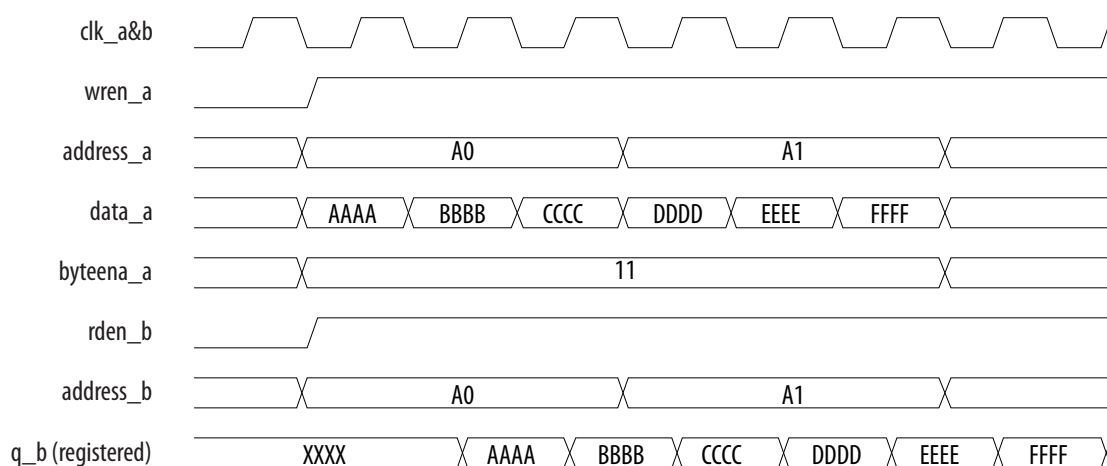 clk_a&b
wren_a
address_a A0 A1
data_a AAAA BBBB CCCC DDDD EEEE FFFF
byteena_a 11
rden_b
address_b A0 A1
q_b (registered) XXXX AAAA BBBB CCCC DDDD EEEE FFFF